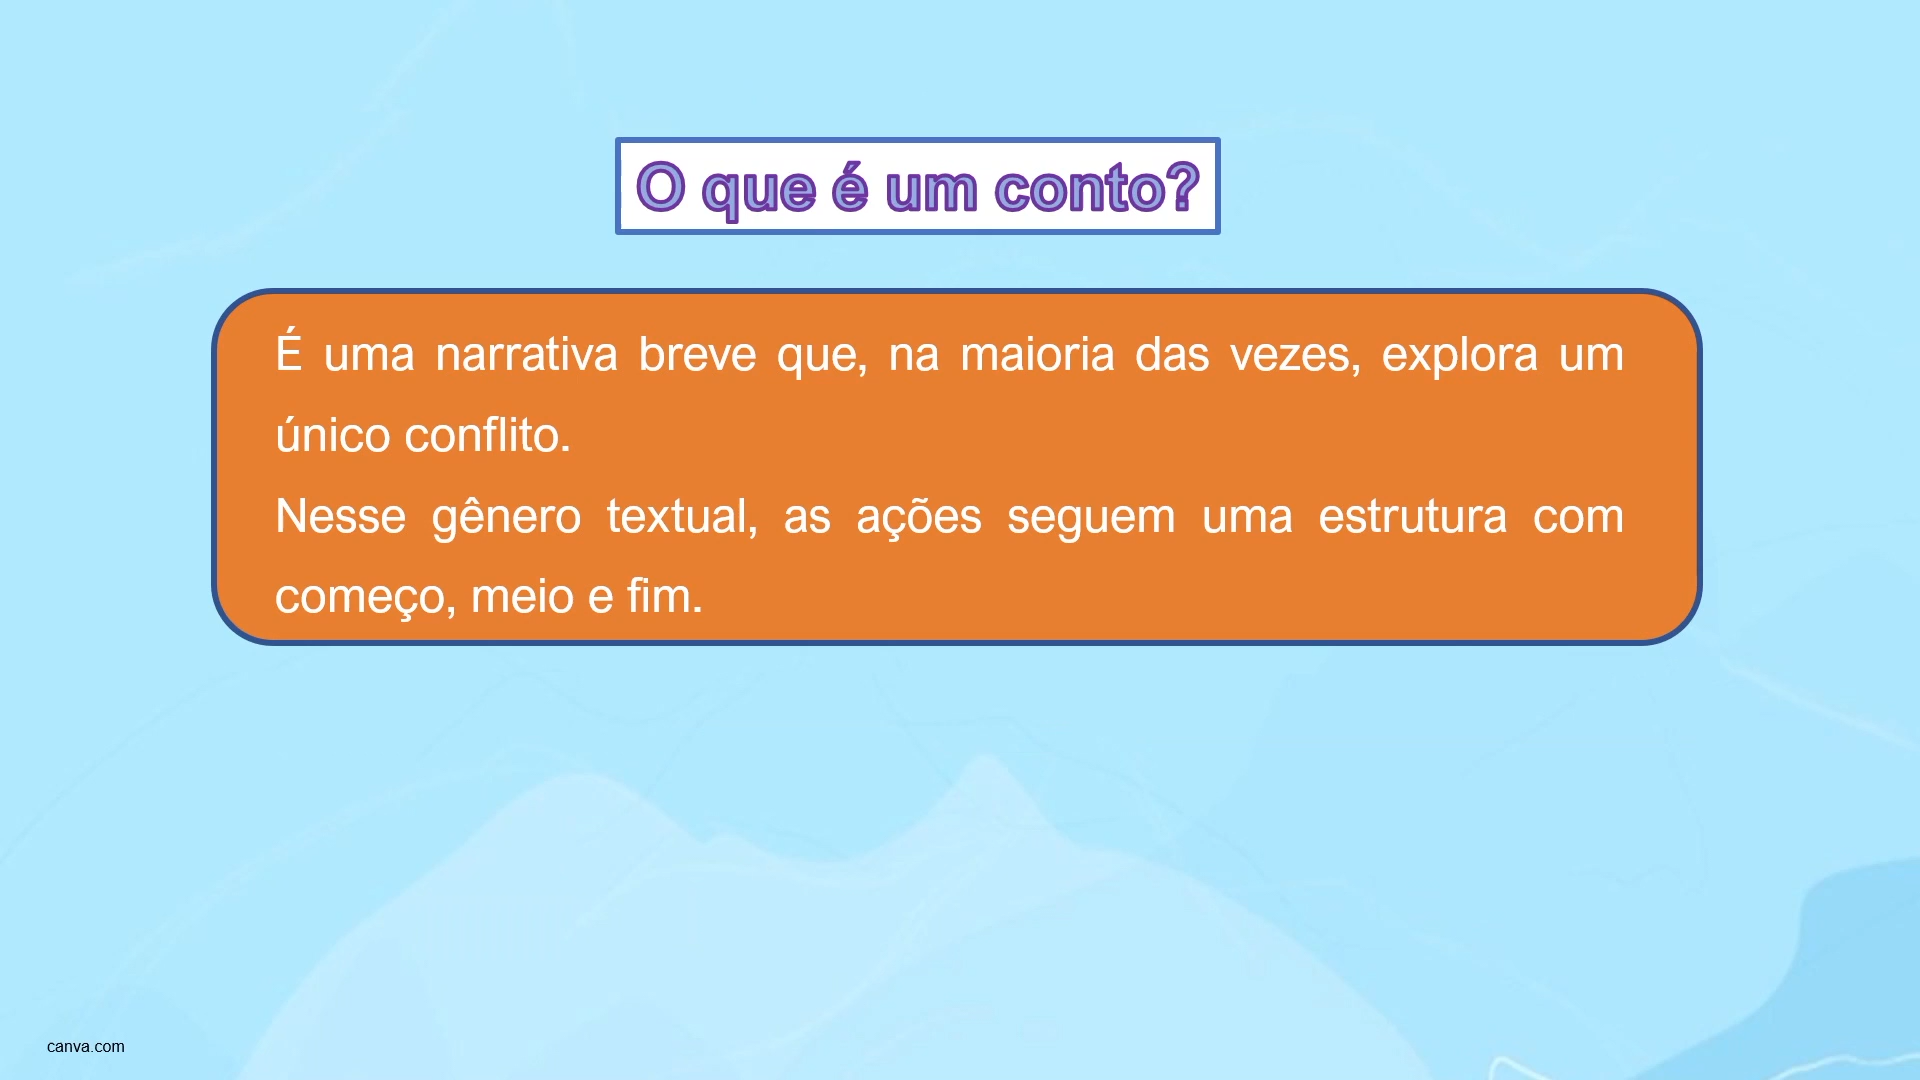 O que é um conto?
É uma narrativa breve que, na maioria das vezes, explora um
único conflito.
Nesse gênero textual, as ações seguem uma estrutura com
começo, meio e fim.
canva.com